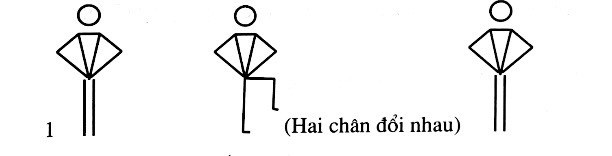 1 (Hai chân đổi nhau)